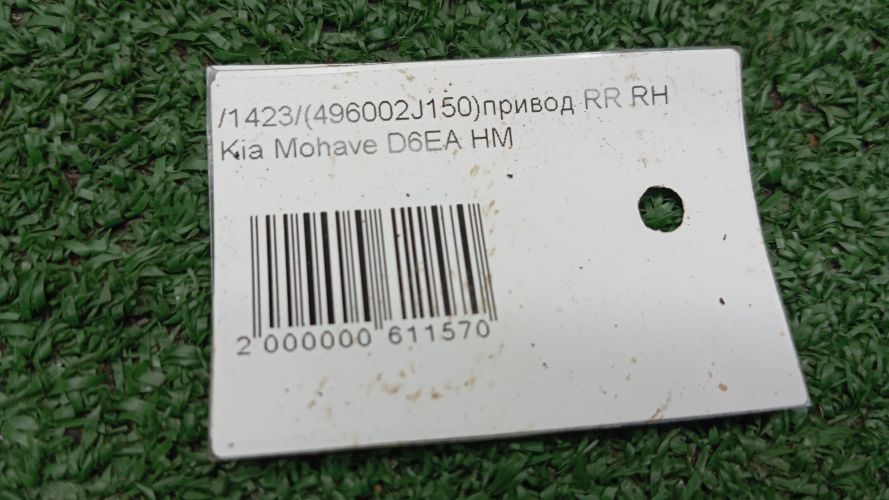 /1423/(496002J150)привод RR RH
Kia Mohave D6EA HM
2 000000 611570